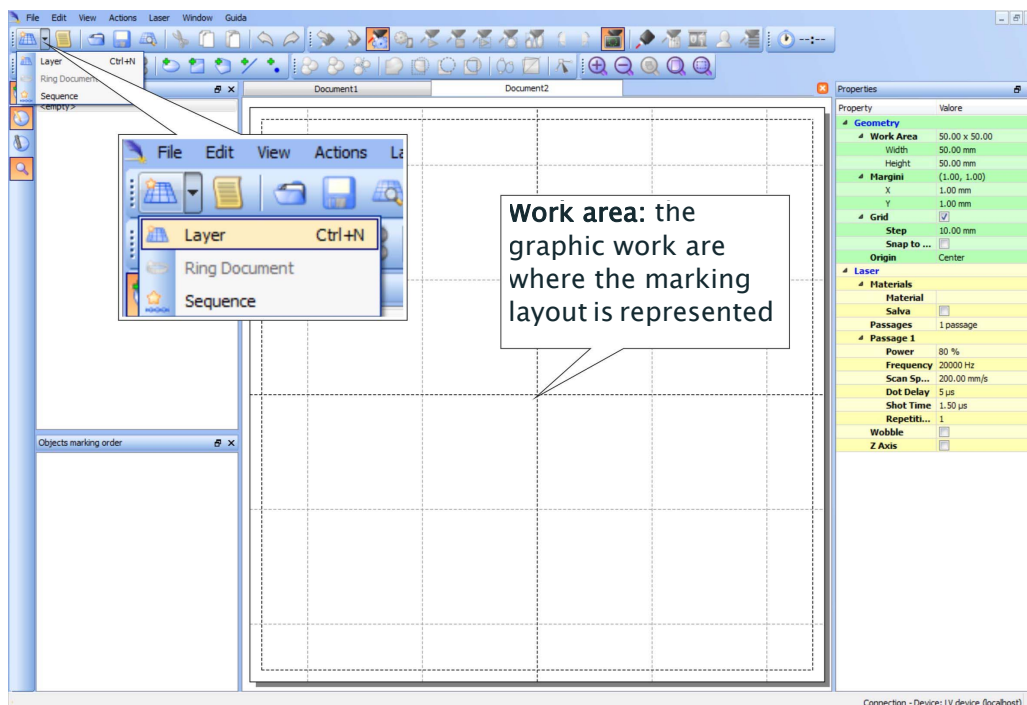 File Edit View Actions Laser Window Guida
--:--
Layer Ctrl+N
Ring Document
Sequence
<empty>
Document1 Document2
File Edit View Actions
Layer Ctrl+N
Ring Document
Sequence
Work area: the
graphic work are
where the marking
layout is represented
Objects marking order
Properties
Property Valore
Geometry
Work Area 50.00 x 50.00
Width 50.00 mm
Height 50.00 mm
Margini (1.00, 1.00)
X 1.00 mm
Y 1.00 mm
Grid
Step 10.00 mm
Snap to ...
Origin Center
Laser
Materials
Material
Salva
Passages 1 passage
Passage 1
Power 80 %
Frequency 20000 Hz
Scan Sp... 200.00 mm/s
Dot Delay 5 µs
Shot Time 1.50 µs
Repetiti... 1
Wobble
Z Axis
Connection - Device: LV device (localhost)